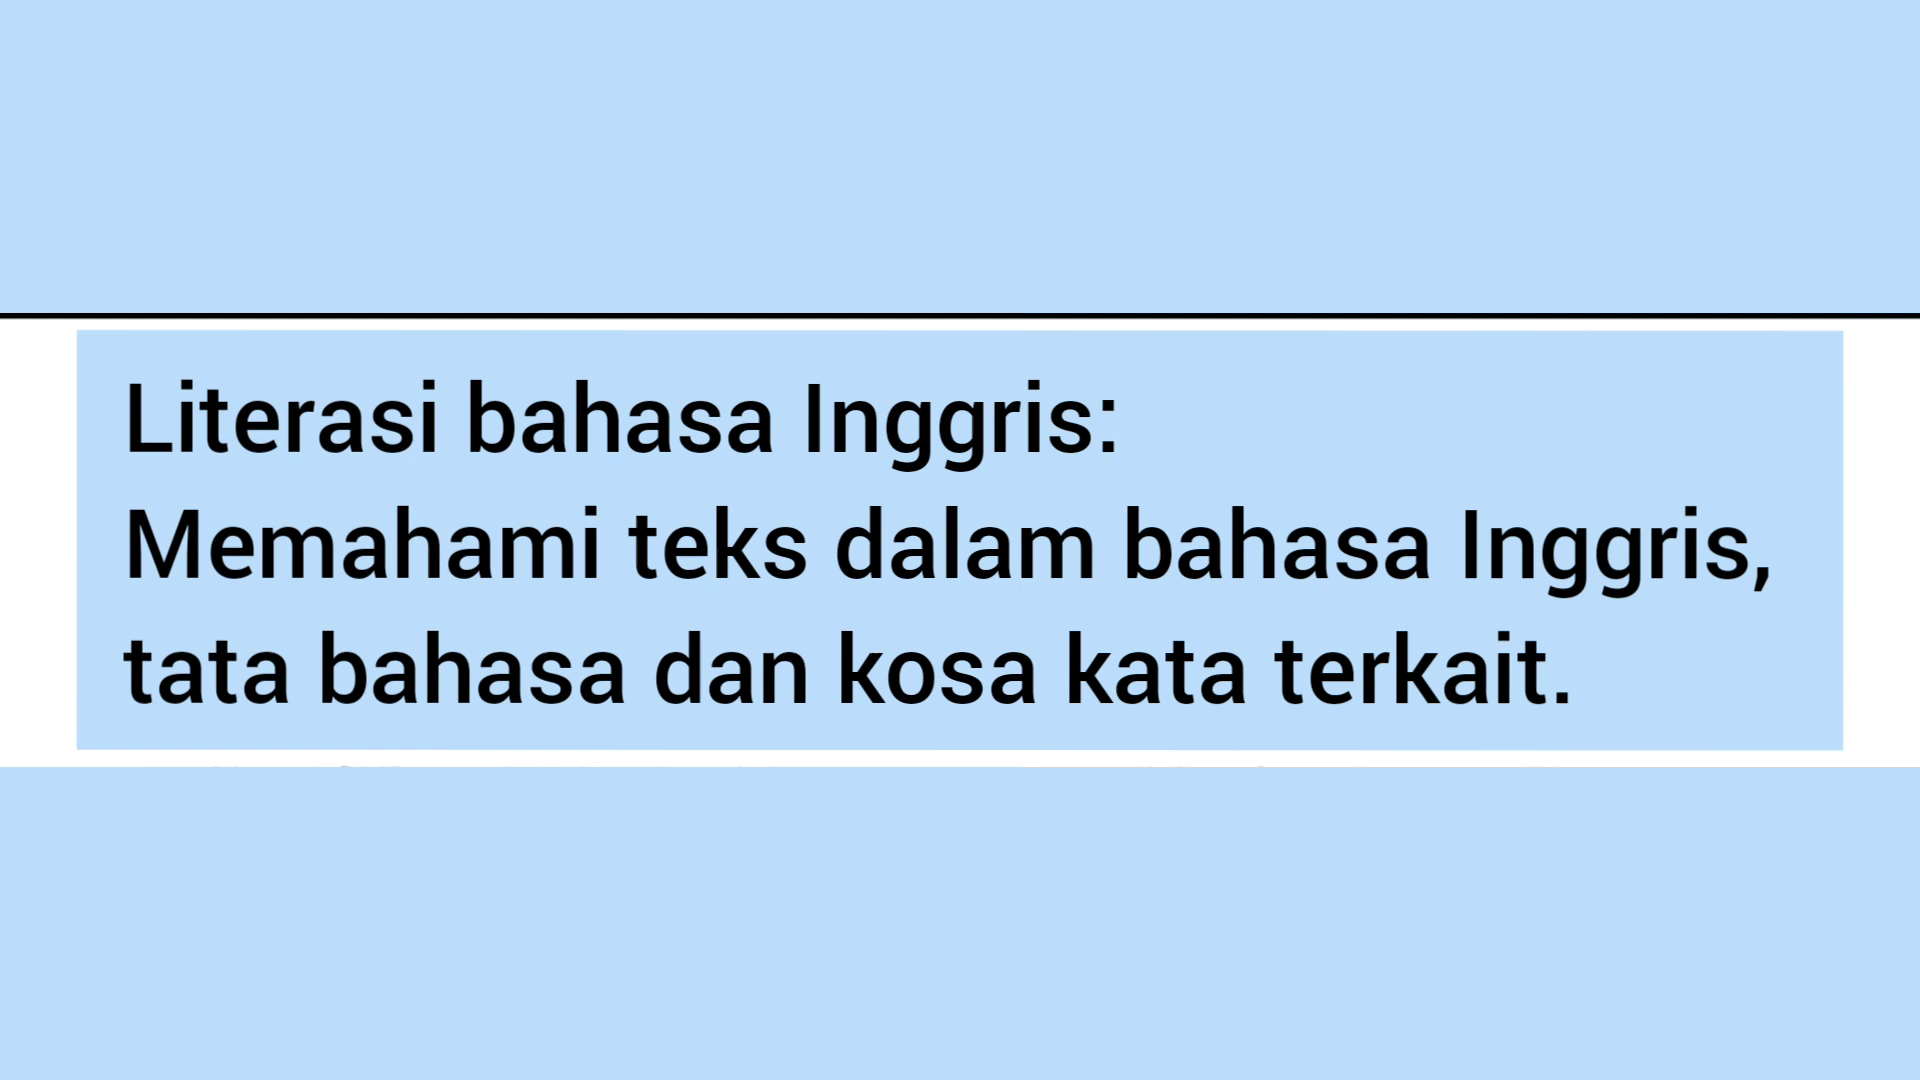 Literasi bahasa Inggris:
Memahami teks dalam bahasa Inggris,
tata bahasa dan kosa kata terkait.